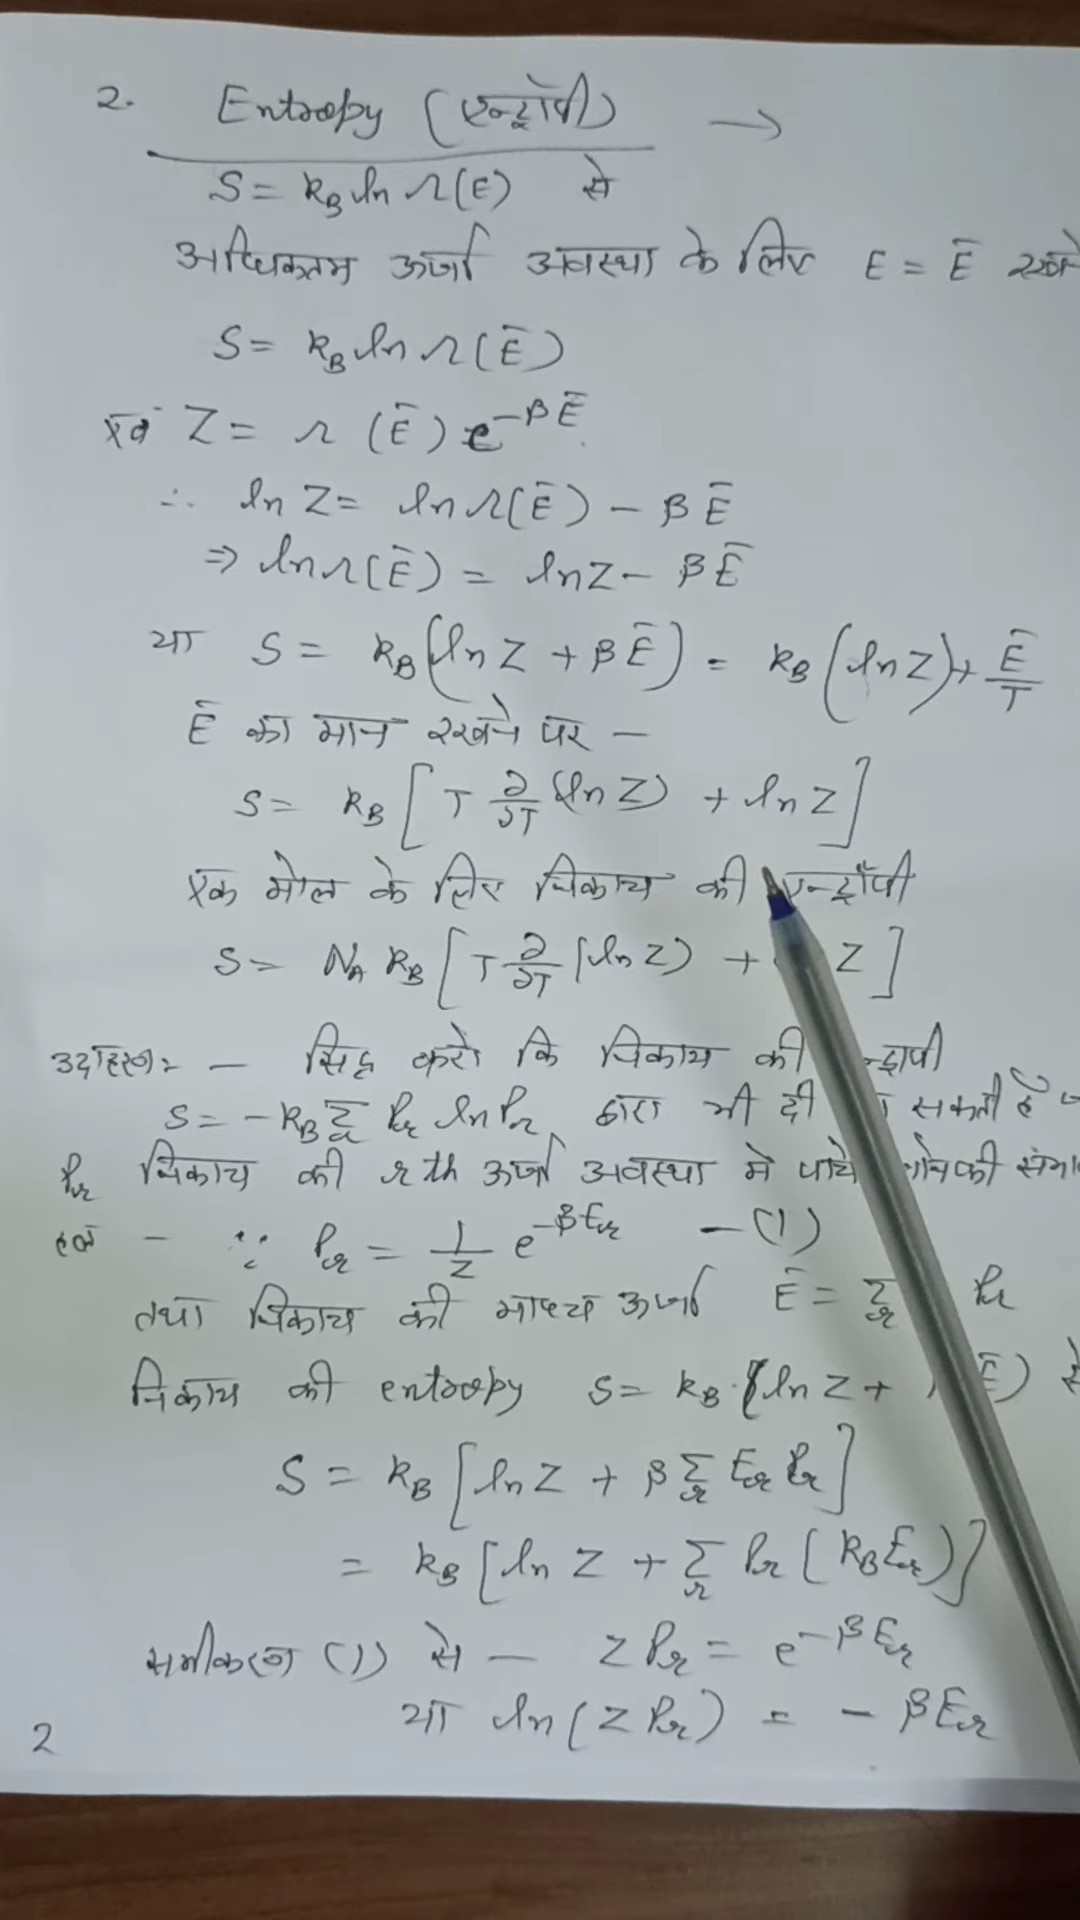 2. Entropy (एन्ट्रॉपी) →
S = k_B ln Ω(E) से
अधिकतम ऊर्जा अवस्था के लिए E = Ē रखने
S = k_B ln Ω(Ē)
एवं Z = Ω(Ē) e^{-βĒ}
∴ ln Z = ln Ω(Ē) - βĒ
⇒ ln Ω(Ē) = ln Z - βĒ
या S = k_B (ln Z + βĒ) = k_B (ln Z) + Ē/T
Ē का मान रखने पर -
S = k_B [T ∂/∂T (ln Z) + ln Z]
एक मोल के लिए निकाय की एन्ट्रॉपी
S = N_A k_B [T ∂/∂T (ln Z) + Z]
उदाहरण:- सिद्ध करो कि निकाय की
S = -k_B Σ_r P_r ln P_r द्वारा भी दी सकती है
P_r निकाय की r th ऊर्जा अवस्था में पाये की
हल - ∵ P_r = 1/Z e^{-βE_r} - (1)
तथा निकाय की माध्य ऊर्जा Ē = Σ_r P_r
निकाय की entropy S = k_B (ln Z + Ē) से
S = k_B [ln Z + β Σ_r E_r P_r]
= k_B [ln Z + Σ_r P_r (k_B E_r)]
समीकरण (1) से - Z P_r = e^{-βE_r}
या ln (Z P_r) = - βE_r
2